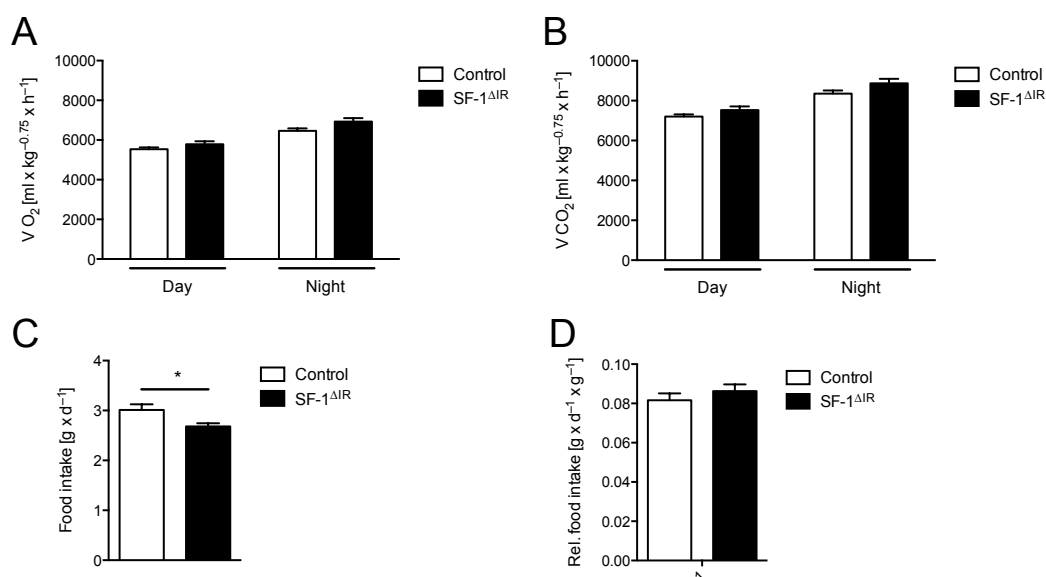 A
V O₂ [ml x kg⁻⁰·⁷⁵ x h⁻¹]
10000
8000
6000
4000
2000
0
Day
Night
Control
SF-1ΔIR
B
V CO₂ [ml x kg⁻⁰·⁷⁵ x h⁻¹]
10000
8000
6000
4000
2000
0
Day
Night
Control
SF-1ΔIR
C
Food intake [g x d⁻¹]
4
3
2
1
0
*
Control
SF-1ΔIR
D
Rel. food intake [g x d⁻¹ x g⁻¹]
0.10
0.08
0.06
0.04
0.02
0.00
Control
SF-1ΔIR